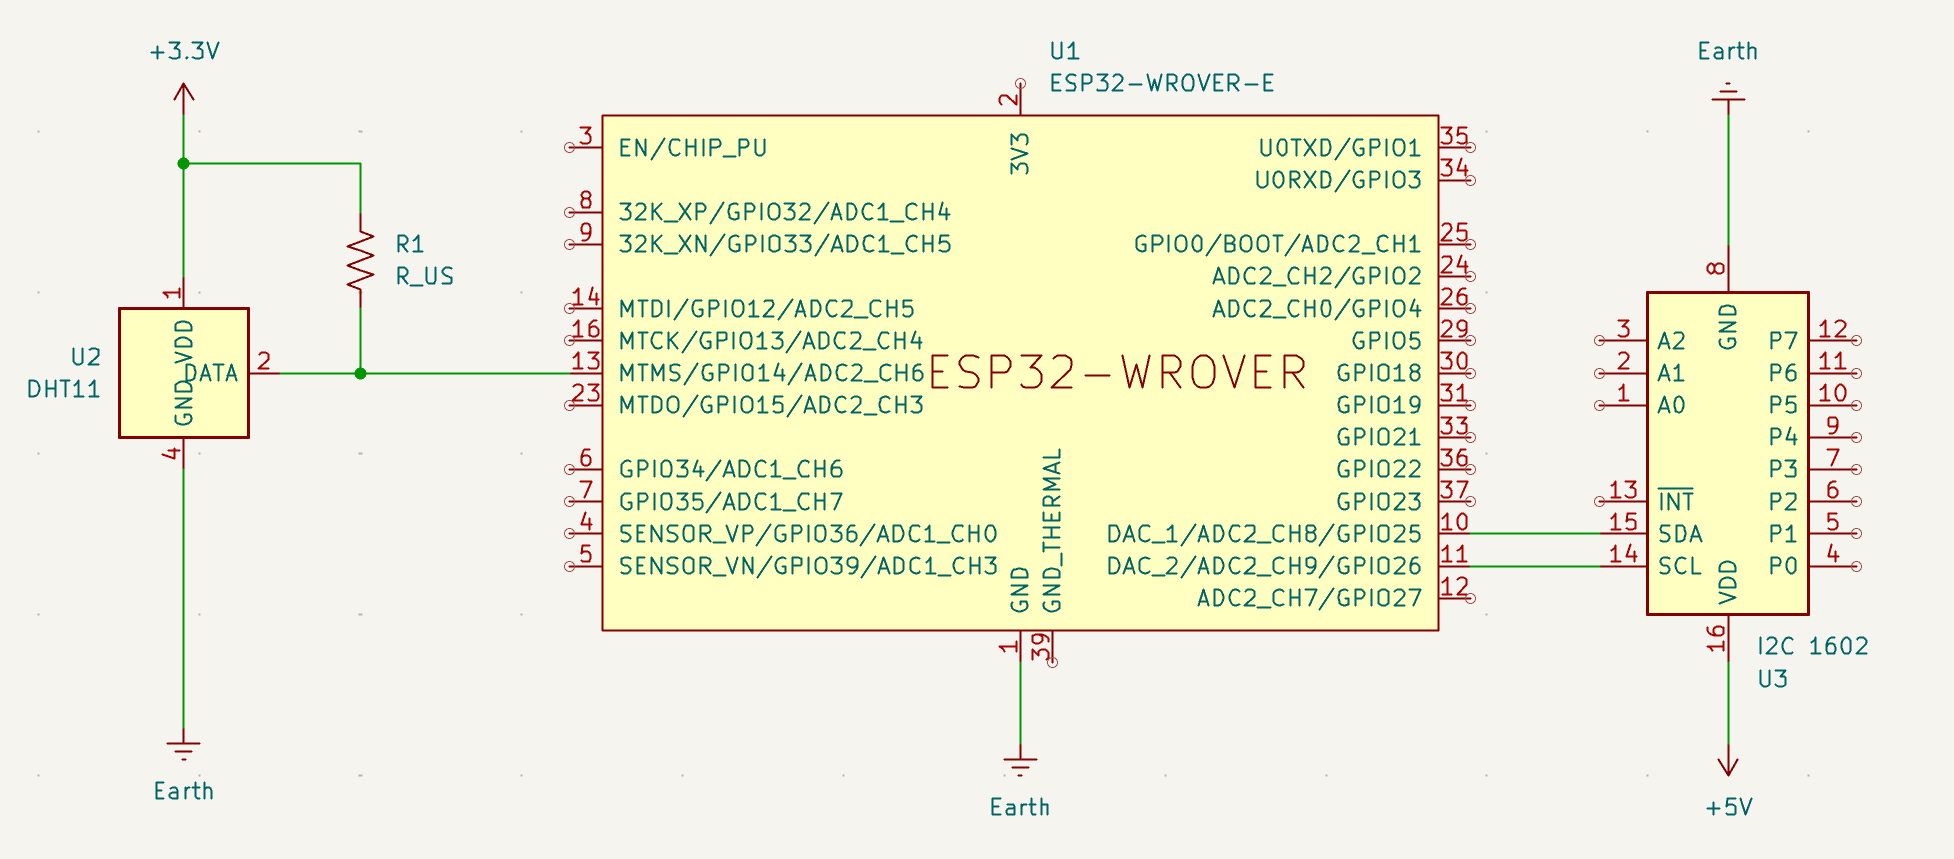 +3.3V
1
VDD
GND
DATA
2
U2
DHT11
4
Earth
R1
R_US
U1
ESP32-WROVER-E
2
3V3
3
EN/CHIP_PU
8
32K_XP/GPIO32/ADC1_CH4
9
32K_XN/GPIO33/ADC1_CH5
14
MTDI/GPIO12/ADC2_CH5
16
MTCK/GPIO13/ADC2_CH4
13
MTMS/GPIO14/ADC2_CH6
23
MTDO/GPIO15/ADC2_CH3
6
GPIO34/ADC1_CH6
7
GPIO35/ADC1_CH7
4
SENSOR_VP/GPIO36/ADC1_CH0
5
SENSOR_VN/GPIO39/ADC1_CH3
ESP32-WROVER
U0TXD/GPIO1
35
U0RXD/GPIO3
34
GPIO0/BOOT/ADC2_CH1
25
ADC2_CH2/GPIO2
24
ADC2_CH0/GPIO4
26
GPIO5
29
GPIO18
30
GPIO19
31
GPIO21
33
GPIO22
36
GPIO23
37
DAC_1/ADC2_CH8/GPIO25
10
DAC_2/ADC2_CH9/GPIO26
11
ADC2_CH7/GPIO27
12
GND
1
GND_THERMAL
39
Earth
Earth
8
GND
3
A2
2
A1
1
A0
13
INT
15
SDA
14
SCL
P7
12
P6
11
P5
10
P4
9
P3
7
P2
6
P1
5
P0
4
VDD
16
I2C 1602
U3
+5V